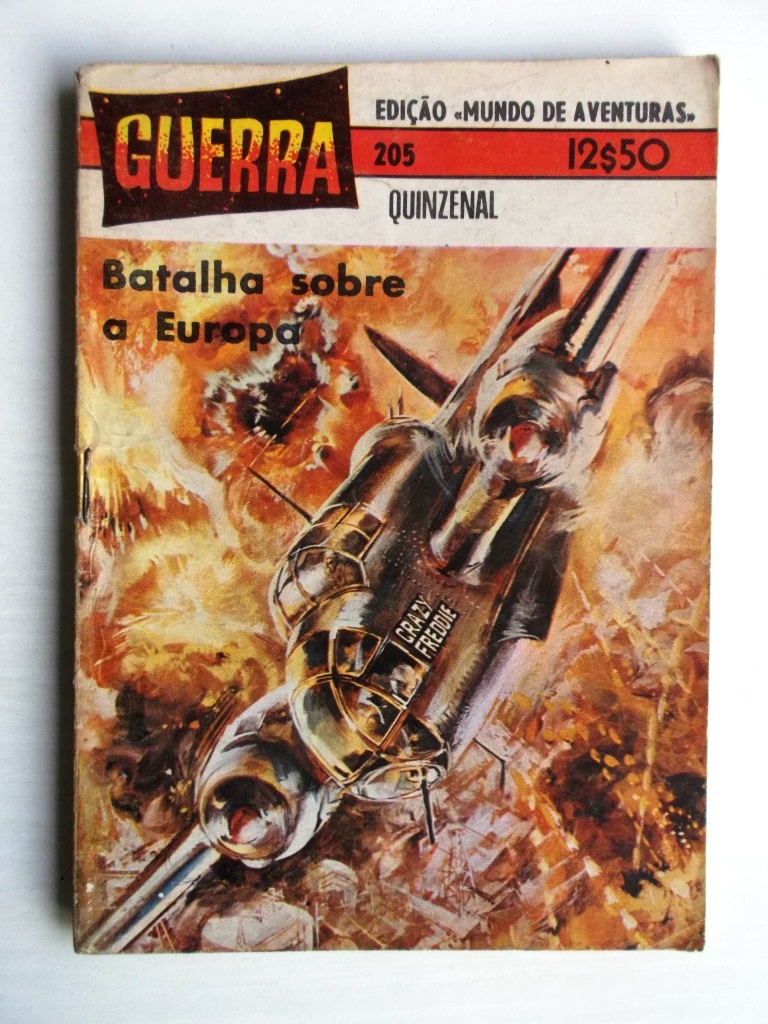 GUERRA
EDIÇÃO «MUNDO DE AVENTURAS»
205 12$50
QUINZENAL
Batalha sobre
a Europa
CRAZY
FREDDIE